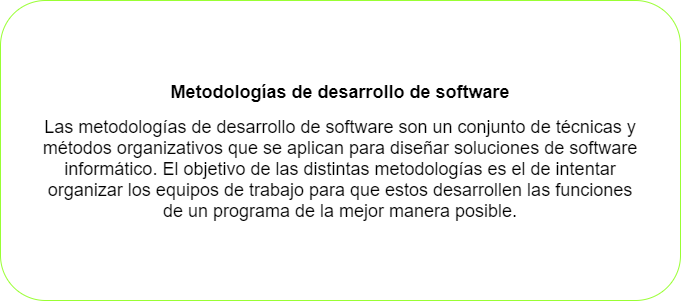 Metodologías de desarrollo de software
Las metodologías de desarrollo de software son un conjunto de técnicas y
métodos organizativos que se aplican para diseñar soluciones de software
informático. El objetivo de las distintas metodologías es el de intentar
organizar los equipos de trabajo para que estos desarrollen las funciones
de un programa de la mejor manera posible.